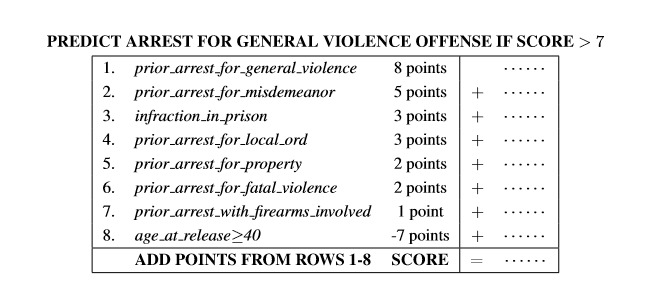 PREDICT ARREST FOR GENERAL VIOLENCE OFFENSE IF SCORE > 7
1. prior_arrest_for_general_violence 8 points ······
2. prior_arrest_for_misdemeanor 5 points + ······
3. infraction_in_prison 3 points + ······
4. prior_arrest_for_local_ord 3 points + ······
5. prior_arrest_for_property 2 points + ······
6. prior_arrest_for_fatal_violence 2 points + ······
7. prior_arrest_with_firearms_involved 1 point + ······
8. age_at_release≥40 -7 points + ······
ADD POINTS FROM ROWS 1-8 SCORE = ······